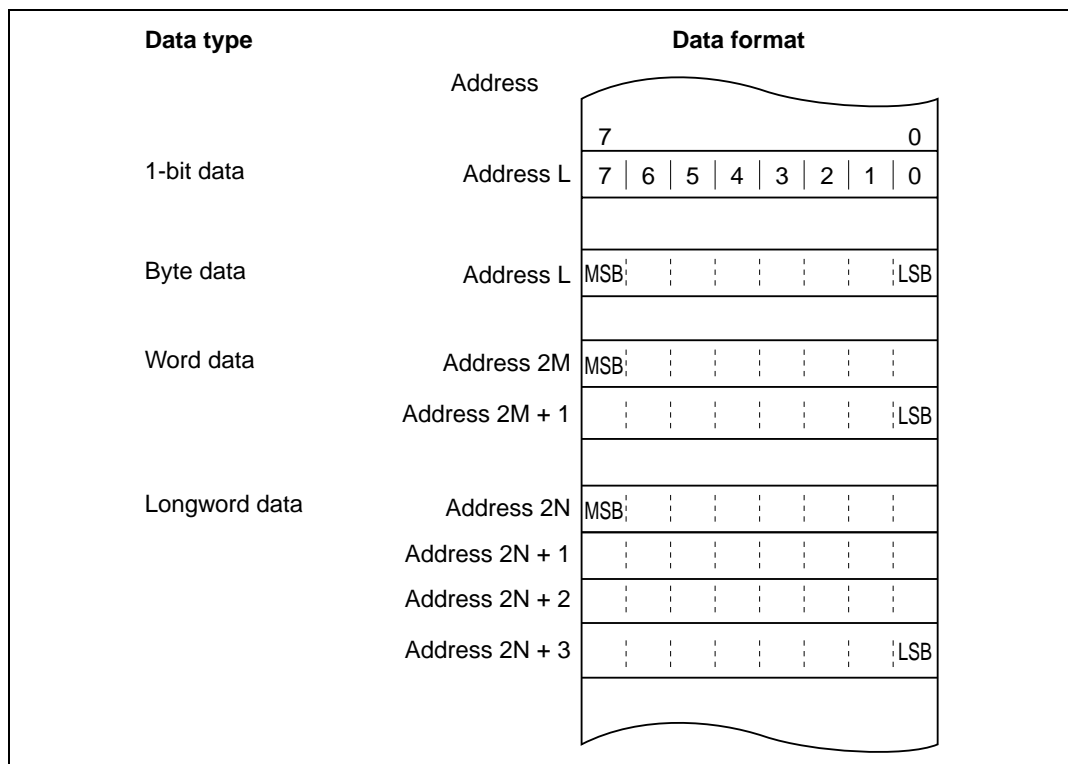 Data type Data format
Address
7 0
1-bit data Address L 7 6 5 4 3 2 1 0
Byte data Address L MSB LSB
Word data Address 2M MSB
Address 2M + 1 LSB
Longword data Address 2N MSB
Address 2N + 1
Address 2N + 2
Address 2N + 3 LSB